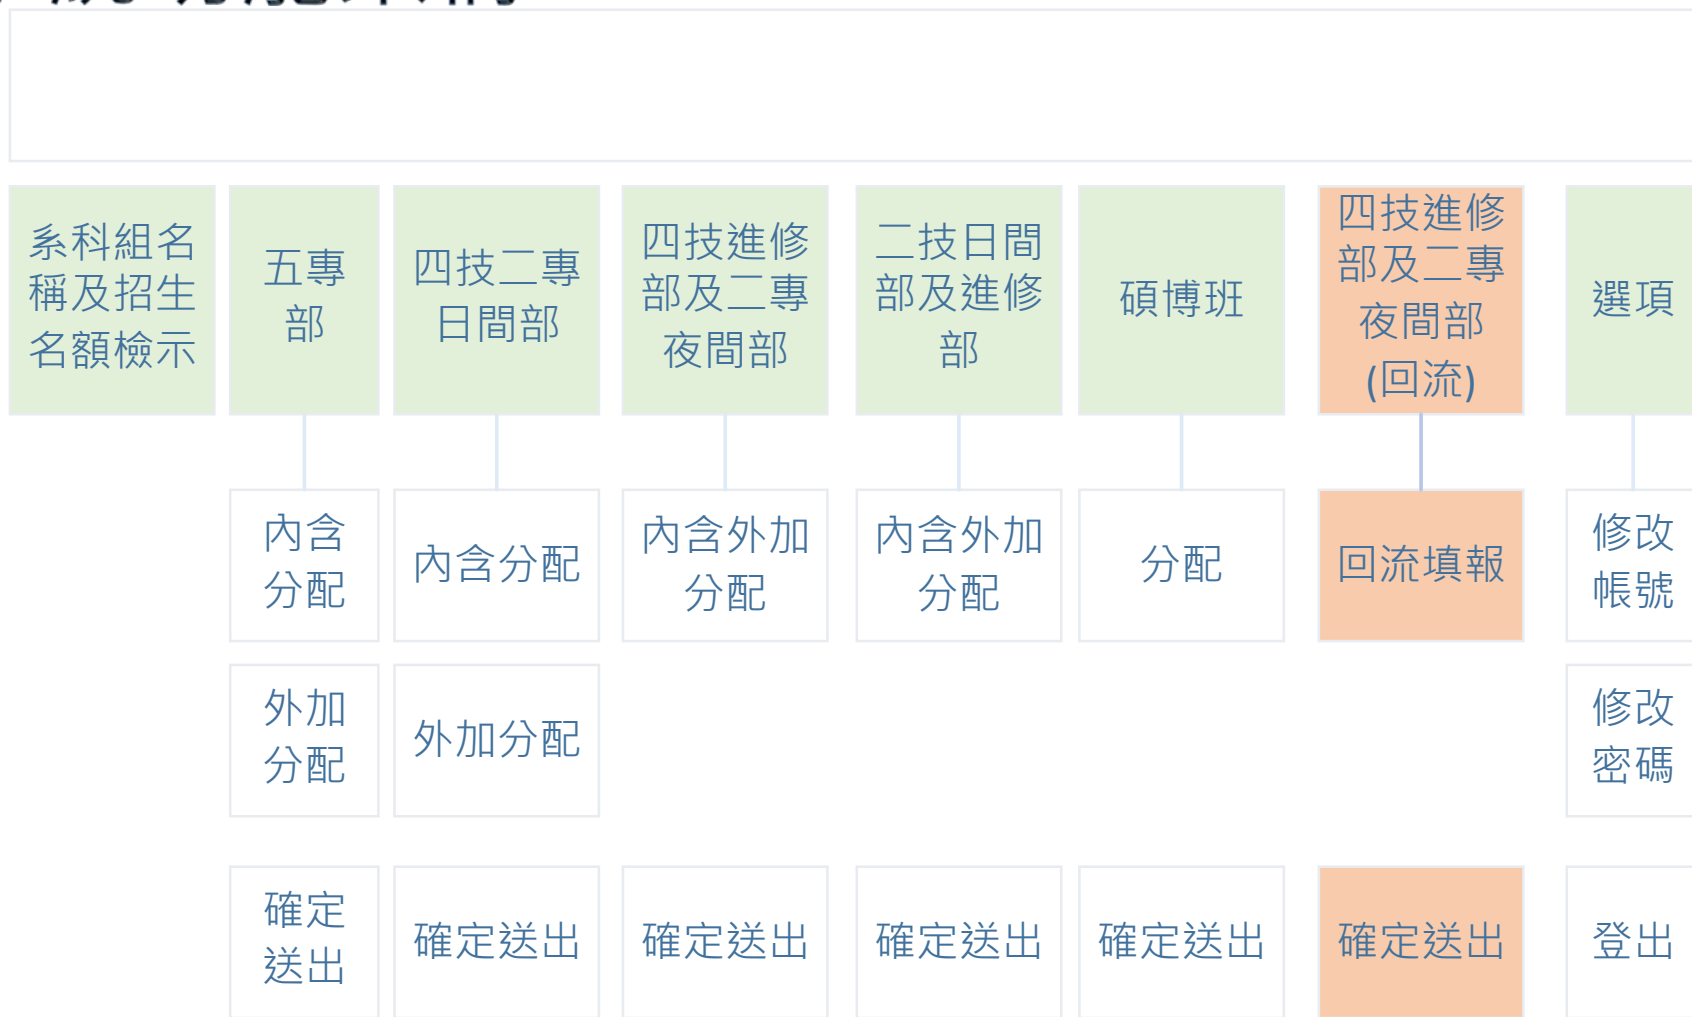 系科組名
稱及招生
名額檢示
五專
部
四技二專
日間部
四技進修
部及二專
夜間部
二技日間
部及進修
部
碩博班
四技進修
部及二專
夜間部
(回流)
選項
內含
分配
內含分配
內含外加
分配
內含外加
分配
分配
回流填報
修改
帳號
外加
分配
外加分配
修改
密碼
確定
送出
確定送出
確定送出
確定送出
確定送出
確定送出
登出